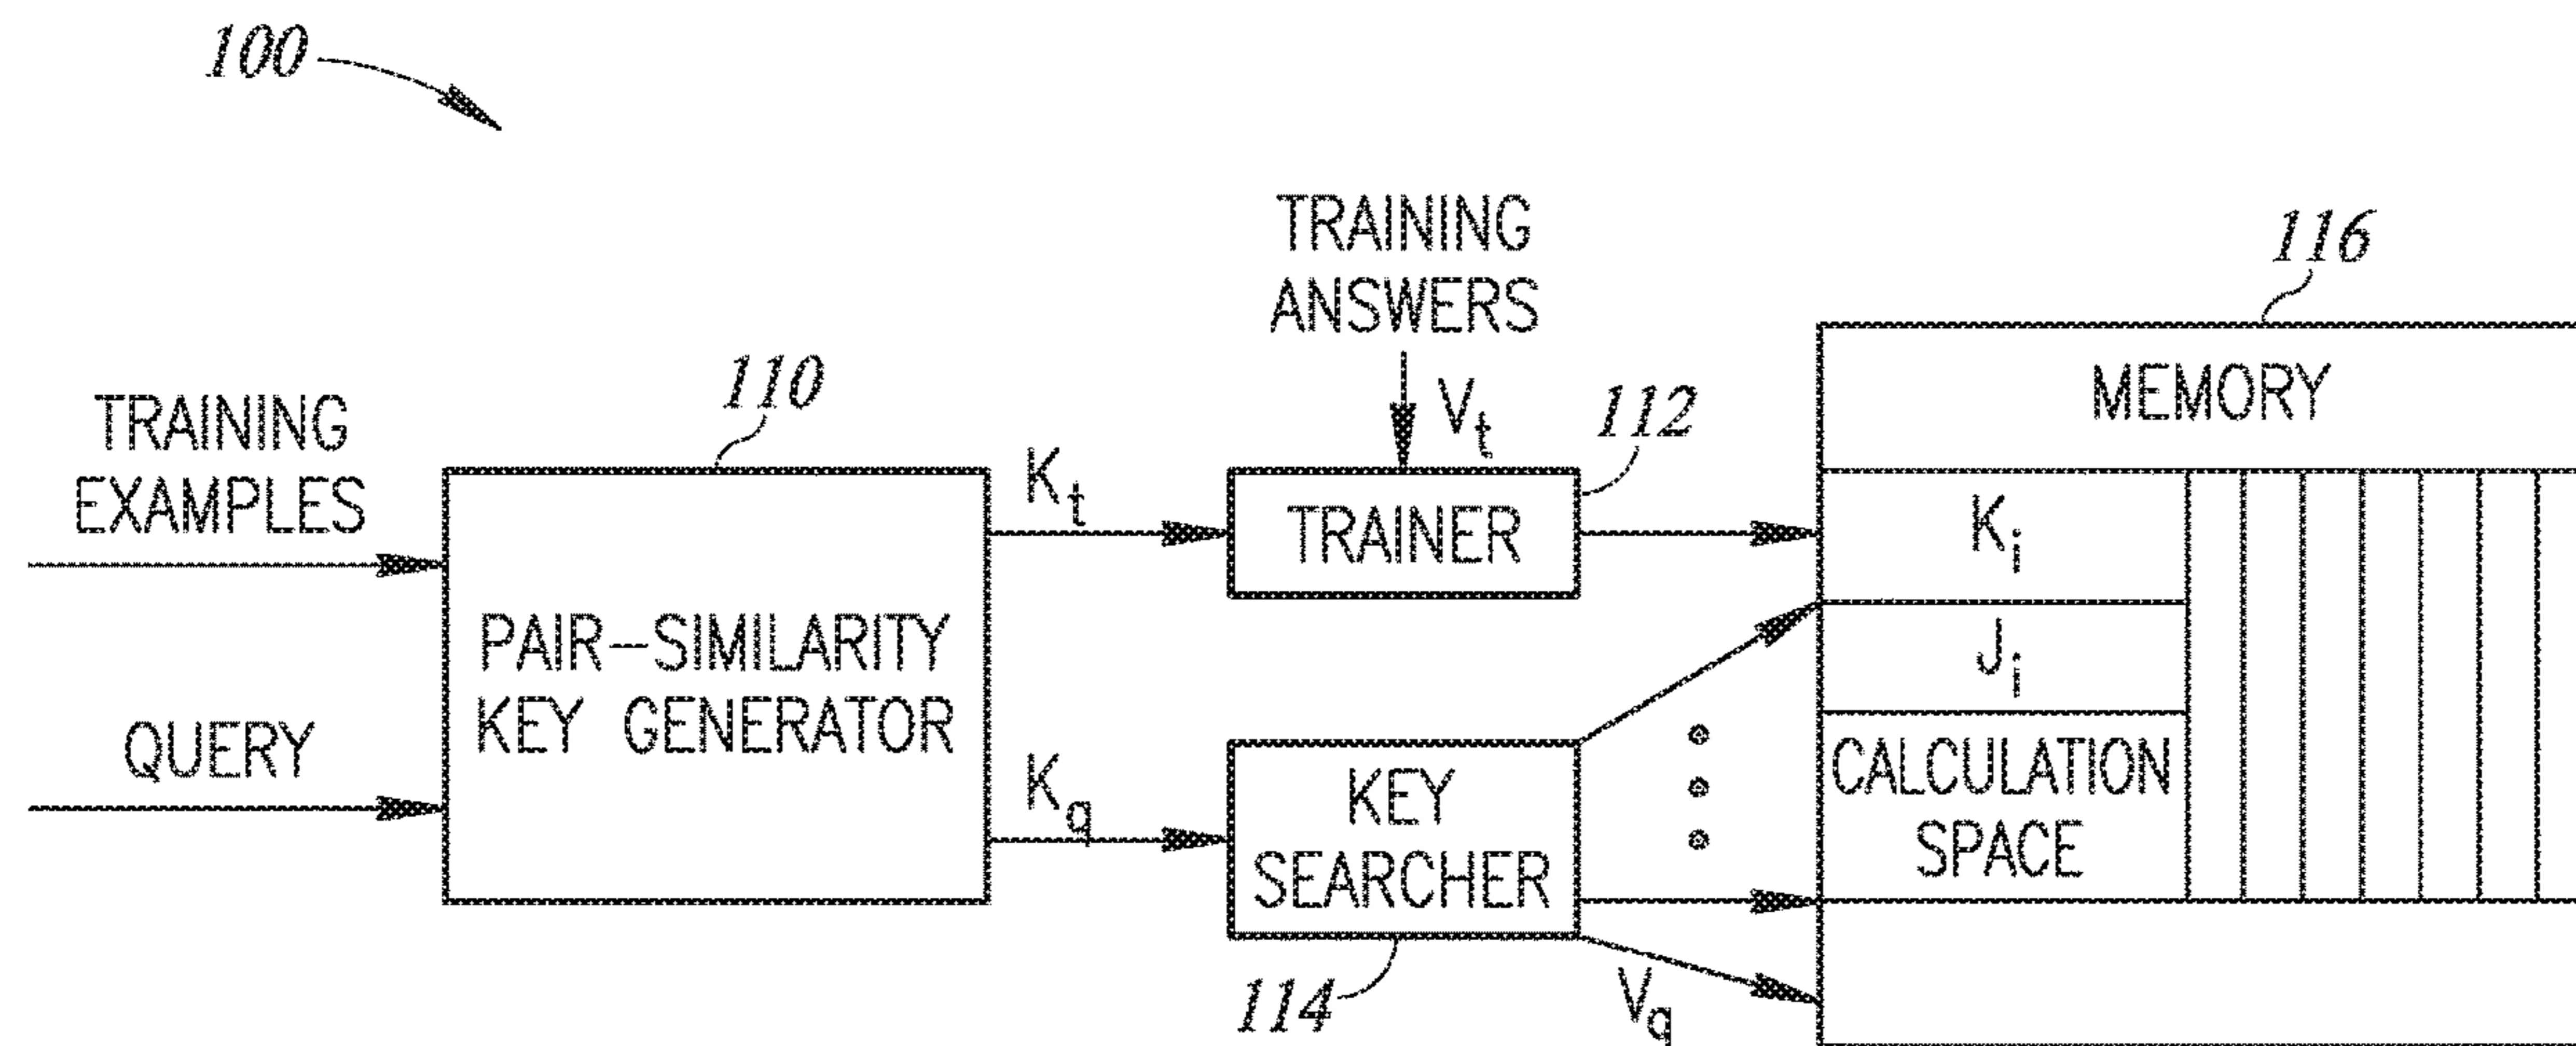 100
TRAINING
EXAMPLES
QUERY
110
PAIR-SIMILARITY
KEY GENERATOR
Kt
Kq
TRAINING
ANSWERS
Vt
112
TRAINER
KEY
SEARCHER
114
Vq
116
MEMORY
Ki
Ji
CALCULATION
SPACE